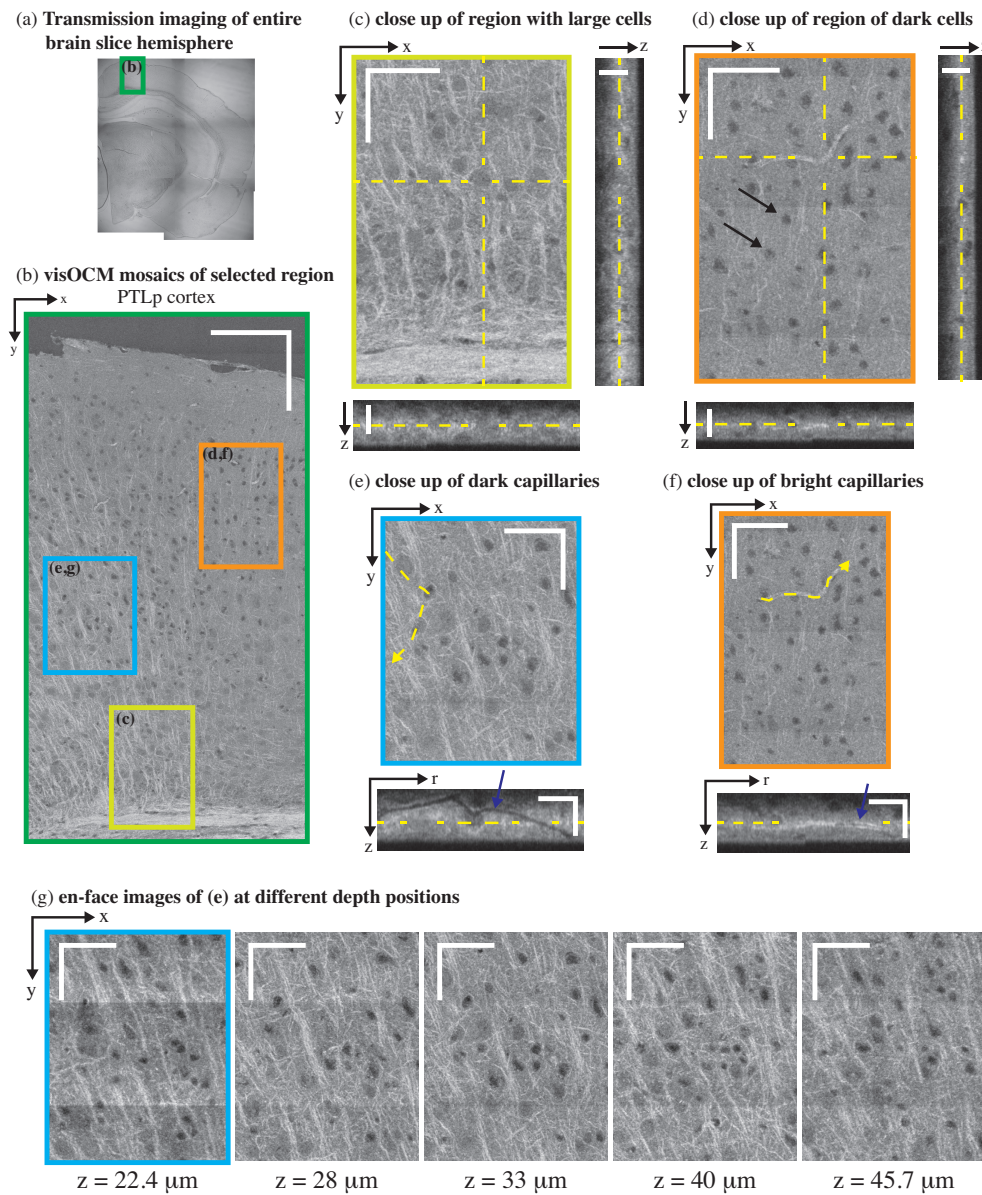 (a) Transmission imaging of entire
brain slice hemisphere
(b)
(b) visOCM mosaics of selected region
PTLp cortex
x
y
(d,f)
(e,g)
(c)
(c) close up of region with large cells
x
y
z
z
(d) close up of region of dark cells
x
y
z
(e) close up of dark capillaries
x
y
r
z
(f) close up of bright capillaries
x
y
r
z
(g) en-face images of (e) at different depth positions
x
y
z = 22.4 μm
z = 28 μm
z = 33 μm
z = 40 μm
z = 45.7 μm